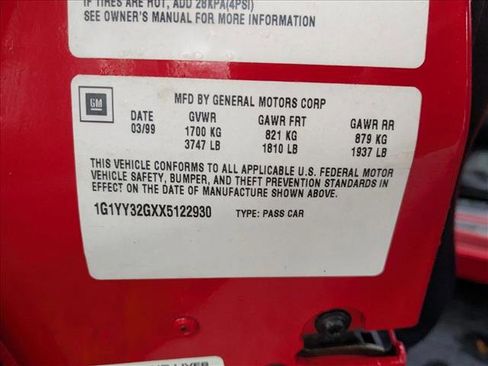 IF TIRES ARE HOT, ADD 28KPA(4PSI)
SEE OWNER'S MANUAL FOR MORE INFORMATION
GM
MFD BY GENERAL MOTORS CORP
DATE GVWR GAWR FRT GAWR RR
03/99 1700 KG 821 KG 879 KG
3747 LB 1810 LB 1937 LB
THIS VEHICLE CONFORMS TO ALL APPLICABLE U.S. FEDERAL MOTOR
VEHICLE SAFETY, BUMPER, AND THEFT PREVENTION STANDARDS IN
EFFECT ON THE DATE OF MANUFACTURE SHOWN ABOVE.
1G1YY32GXX5122930 TYPE: PASS CAR